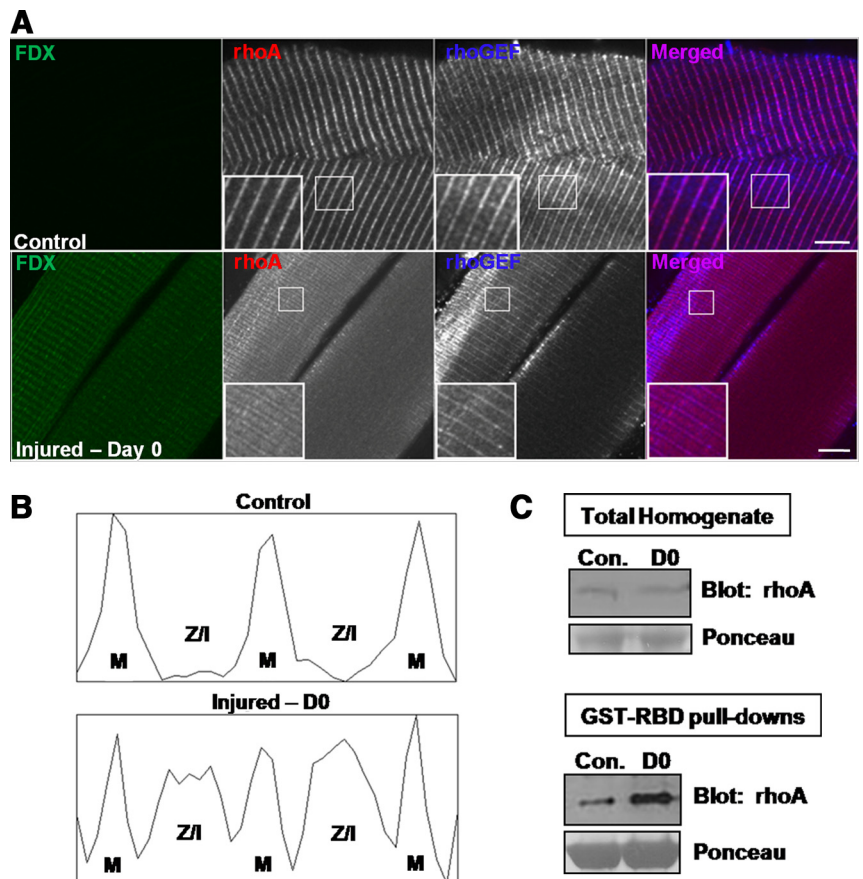 A
FDX
rhoA
rhoGEF
Merged
Control
FDX
rhoA
rhoGEF
Merged
Injured – Day 0
B
Control
Z/I
Z/I
M
M
M
Injured – D0
Z/I
Z/I
M
M
M
C
Total Homogenate
Con. D0
Blot: rhoA
Ponceau
GST-RBD pull-downs
Con. D0
Blot: rhoA
Ponceau